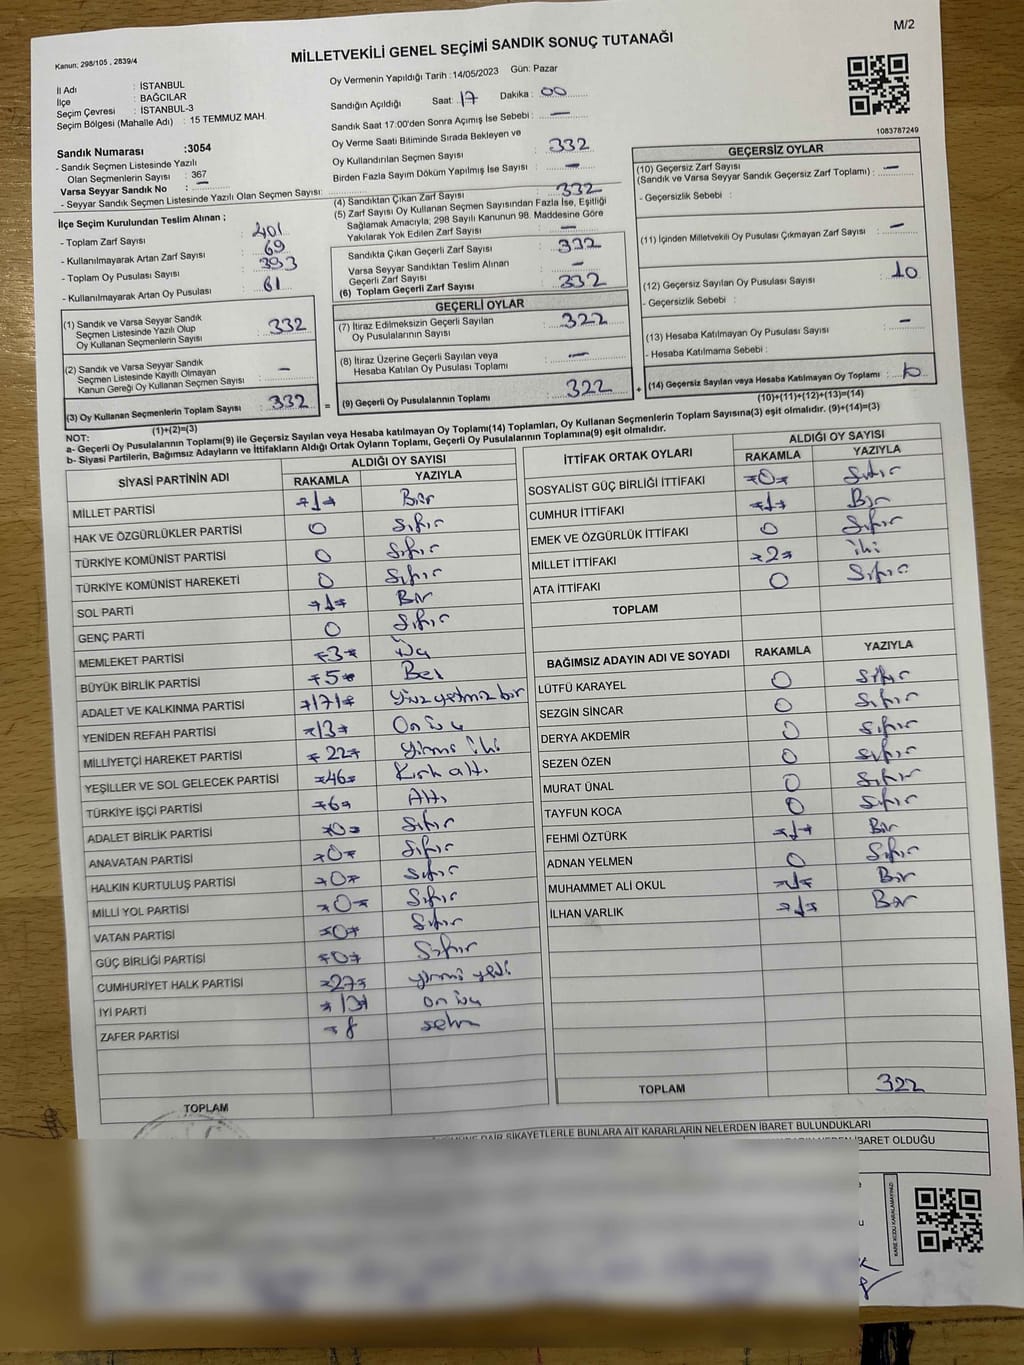 M/2
Kanun: 298/105 , 2839/4
MİLLETVEKİLİ GENEL SEÇİMİ SANDIK SONUÇ TUTANAĞI
İl Adı : İSTANBUL
İlçe : BAĞCILAR
Seçim Çevresi : İSTANBUL-3
Seçim Bölgesi (Mahalle Adı) : 15 TEMMUZ MAH.
Sandık Numarası :3054
- Sandık Seçmen Listesinde Yazılı
Olan Seçmenlerin Sayısı : 367
Varsa Seyyar Sandık No : —
- Seyyar Sandık Seçmen Listesinde Yazılı Olan Seçmen Sayısı:
Oy Vermenin Yapıldığı Tarih :14/05/2023 Gün: Pazar
Sandığın Açıldığı Saat: 17 Dakika : 00
Sandık Saat 17:00'den Sonra Açımış İse Sebebi : —
Oy Verme Saati Bitiminde Sırada Bekleyen ve
Oy Kullandırılan Seçmen Sayısı : 332
Birden Fazla Sayım Döküm Yapılmış İse Sayısı : —
1083787249
İlçe Seçim Kurulundan Teslim Alınan ;
- Toplam Zarf Sayısı : 401
- Kullanılmayarak Artan Zarf Sayısı : 69
- Toplam Oy Pusulası Sayısı : 393
- Kullanılmayarak Artan Oy Pusulası : 61
(4) Sandıktan Çıkan Zarf Sayısı : 332
(5) Zarf Sayısı Oy Kullanan Seçmen Sayısından Fazla İse, Eşitliği
Sağlamak Amacıyla, 298 Sayılı Kanunun 98. Maddesine Göre
Yakılarak Yok Edilen Zarf Sayısı : —
Sandıkta Çıkan Geçerli Zarf Sayısı : 332
Varsa Seyyar Sandıktan Teslim Alınan
Geçerli Zarf Sayısı : —
(6) Toplam Geçerli Zarf Sayısı : 332
GEÇERSİZ OYLAR
(10) Geçersiz Zarf Sayısı
(Sandık ve Varsa Seyyar Sandık Geçersiz Zarf Toplamı) : —
- Geçersizlik Sebebi :
(11) İçinden Milletvekili Oy Pusulası Çıkmayan Zarf Sayısı : —
(12) Geçersiz Sayılan Oy Pusulası Sayısı : 10
- Geçersizlik Sebebi :
(13) Hesaba Katılmayan Oy Pusulası Sayısı : —
- Hesaba Katılmama Sebebi :
(14) Geçersiz Sayılan veya Hesaba Katılmayan Oy Toplamı : 10
(10)+(11)+(12)+(13)=(14)
(1) Sandık ve Varsa Seyyar Sandık
Seçmen Listesinde Yazılı Olup
Oy Kullanan Seçmenlerin Sayısı : 332
(2) Sandık ve Varsa Seyyar Sandık
Seçmen Listesinde Kayıtlı Olmayan
Kanun Gereği Oy Kullanan Seçmen Sayısı : —
(3) Oy Kullanan Seçmenlerin Toplam Sayısı : 332
(1)+(2)=(3)
GEÇERLİ OYLAR
(7) İtiraz Edilmeksizin Geçerli Sayılan
Oy Pusulalarının Sayısı : 322
(8) İtiraz Üzerine Geçerli Sayılan veya
Hesaba Katılan Oy Pusulası Toplamı : —
= (9) Geçerli Oy Pusulalarının Toplamı : 322 +
NOT:
a- Geçerli Oy Pusulalarının Toplamı(9) ile Geçersiz Sayılan veya Hesaba katılmayan Oy Toplamı(14) Toplamları, Oy Kullanan Seçmenlerin Toplam Sayısına(3) eşit olmalıdır. (9)+(14)=(3)
b- Siyasi Partilerin, Bağımsız Adayların ve İttifakların Aldığı Ortak Oyların Toplamı, Geçerli Oy Pusulalarının Toplamına(9) eşit olmalıdır.
SİYASİ PARTİNİN ADI ALDIĞI OY SAYISI
RAKAMLA YAZIYLA
MİLLET PARTİSİ 1 Bir
HAK VE ÖZGÜRLÜKLER PARTİSİ 0 Sıfır
TÜRKİYE KOMÜNİST PARTİSİ 0 Sıfır
TÜRKİYE KOMÜNİST HAREKETİ 0 Sıfır
SOL PARTİ 1 Bir
GENÇ PARTİ 0 Sıfır
MEMLEKET PARTİSİ 3 Üç
BÜYÜK BİRLİK PARTİSİ 5 Beş
ADALET VE KALKINMA PARTİSİ 171 Yüz yetmiş bir
YENİDEN REFAH PARTİSİ 13 On üç
MİLLİYETÇİ HAREKET PARTİSİ 22 Yirmi iki
YEŞİLLER VE SOL GELECEK PARTİSİ 46 Kırk altı
TÜRKİYE İŞÇİ PARTİSİ 6 Altı
ADALET BİRLİK PARTİSİ 0 Sıfır
ANAVATAN PARTİSİ 0 Sıfır
HALKIN KURTULUŞ PARTİSİ 0 Sıfır
MİLLİ YOL PARTİSİ 0 Sıfır
VATAN PARTİSİ 0 Sıfır
GÜÇ BİRLİĞİ PARTİSİ 0 Sıfır
CUMHURİYET HALK PARTİSİ 27 yirmi yedi
İYİ PARTİ 13 on üç
ZAFER PARTİSİ 8 sekiz
TOPLAM
İTTİFAK ORTAK OYLARI ALDIĞI OY SAYISI
RAKAMLA YAZIYLA
SOSYALİST GÜÇ BİRLİĞİ İTTİFAKI 0 Sıfır
CUMHUR İTTİFAKI 1 Bir
EMEK VE ÖZGÜRLÜK İTTİFAKI 0 Sıfır
MİLLET İTTİFAKI 2 iki
ATA İTTİFAKI 0 Sıfır
TOPLAM
BAĞIMSIZ ADAYIN ADI VE SOYADI RAKAMLA YAZIYLA
LÜTFÜ KARAYEL 0 Sıfır
SEZGİN SİNCAR 0 Sıfır
DERYA AKDEMİR 0 Sıfır
SEZEN ÖZEN 0 Sıfır
MURAT ÜNAL 0 Sıfır
TAYFUN KOCA 0 Sıfır
FEHMİ ÖZTÜRK 1 Bir
ADNAN YELMEN 0 Sıfır
MUHAMMET ALİ OKUL 1 Bir
İLHAN VARLIK 1 Bir
TOPLAM 322
DAİR ŞİKAYETLERLE BUNLARA AİT KARARLARIN NELERDEN İBARET BULUNDUKLARI
İBARET OLDUĞU
KARE KODU KARALAMAYINIZ!